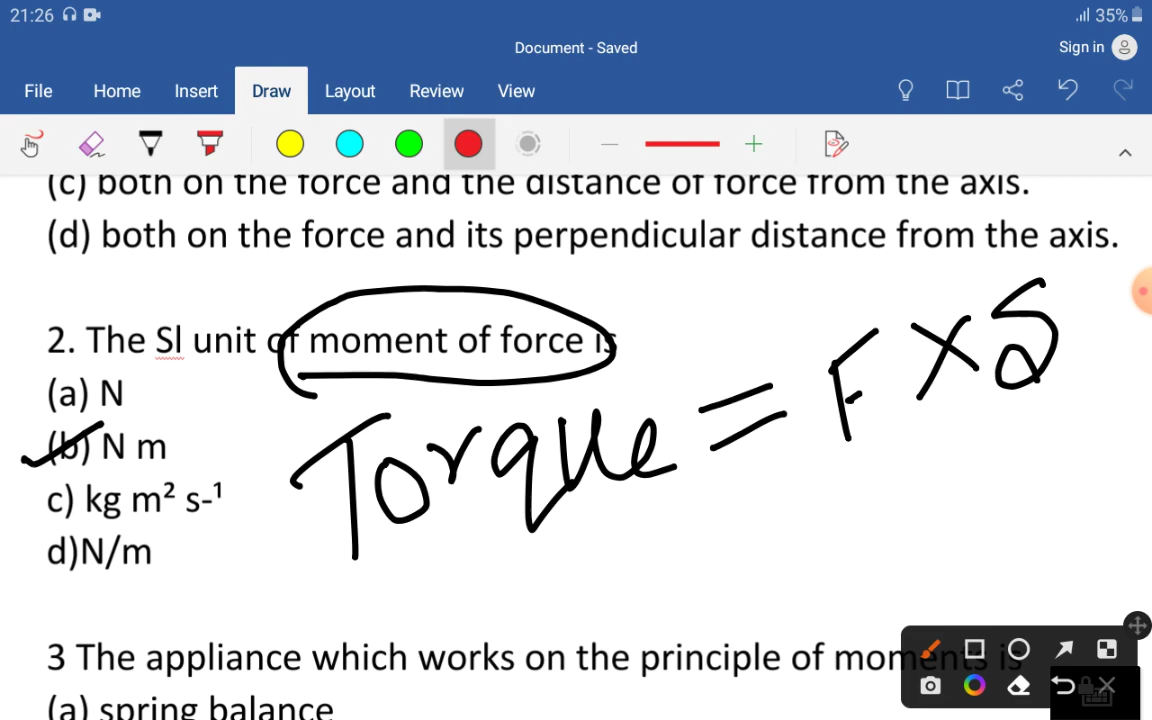 21:26
35%
Document - Saved
Sign in
File Home Insert Draw Layout Review View
(c) both on the force and the distance of force from the axis.
(d) both on the force and its perpendicular distance from the axis.
2. The Sl unit of moment of force is
(a) N
(b) N m
c) kg m² s-¹
d)N/m
Torque = F X S
3 The appliance which works on the principle of moments is
(a) spring balance